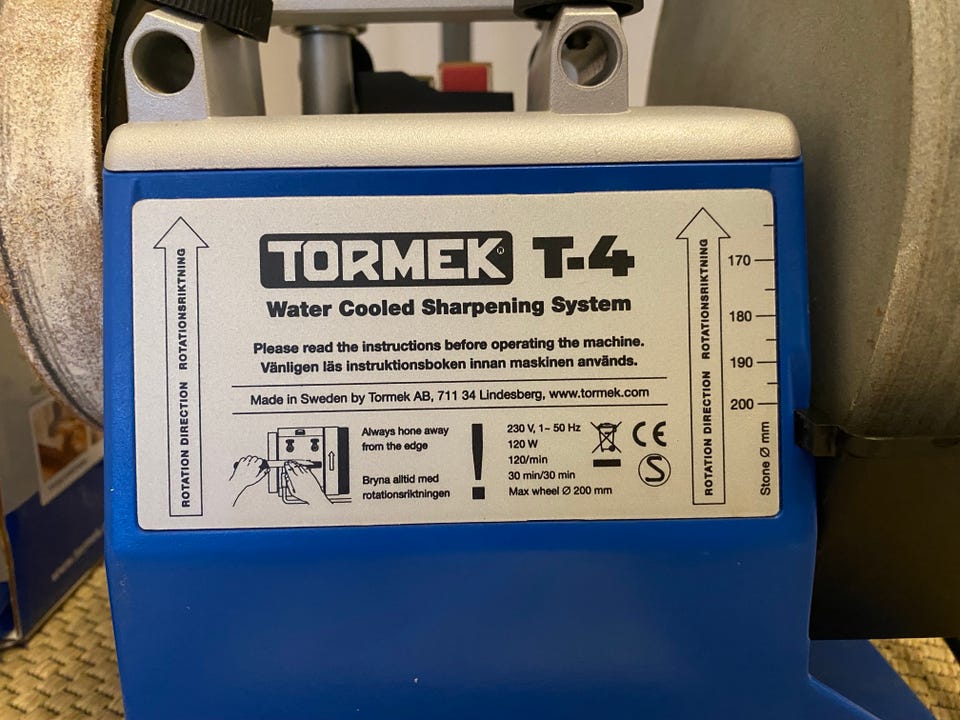 TORMEK® T-4
Water Cooled Sharpening System
Please read the instructions before operating the machine.
Vänligen läs instruktionsboken innan maskinen används.
Made in Sweden by Tormek AB, 711 34 Lindesberg, www.tormek.com
Always hone away
from the edge
Bryna alltid med
rotationsriktningen
!
230 V, 1~ 50 Hz
120 W
120/min
30 min/30 min
Max wheel Ø 200 mm
CE
S
ROTATION DIRECTION ROTATIONSRIKTNING
ROTATION DIRECTION ROTATIONSRIKTNING
170
180
190
200
Stone Ø mm